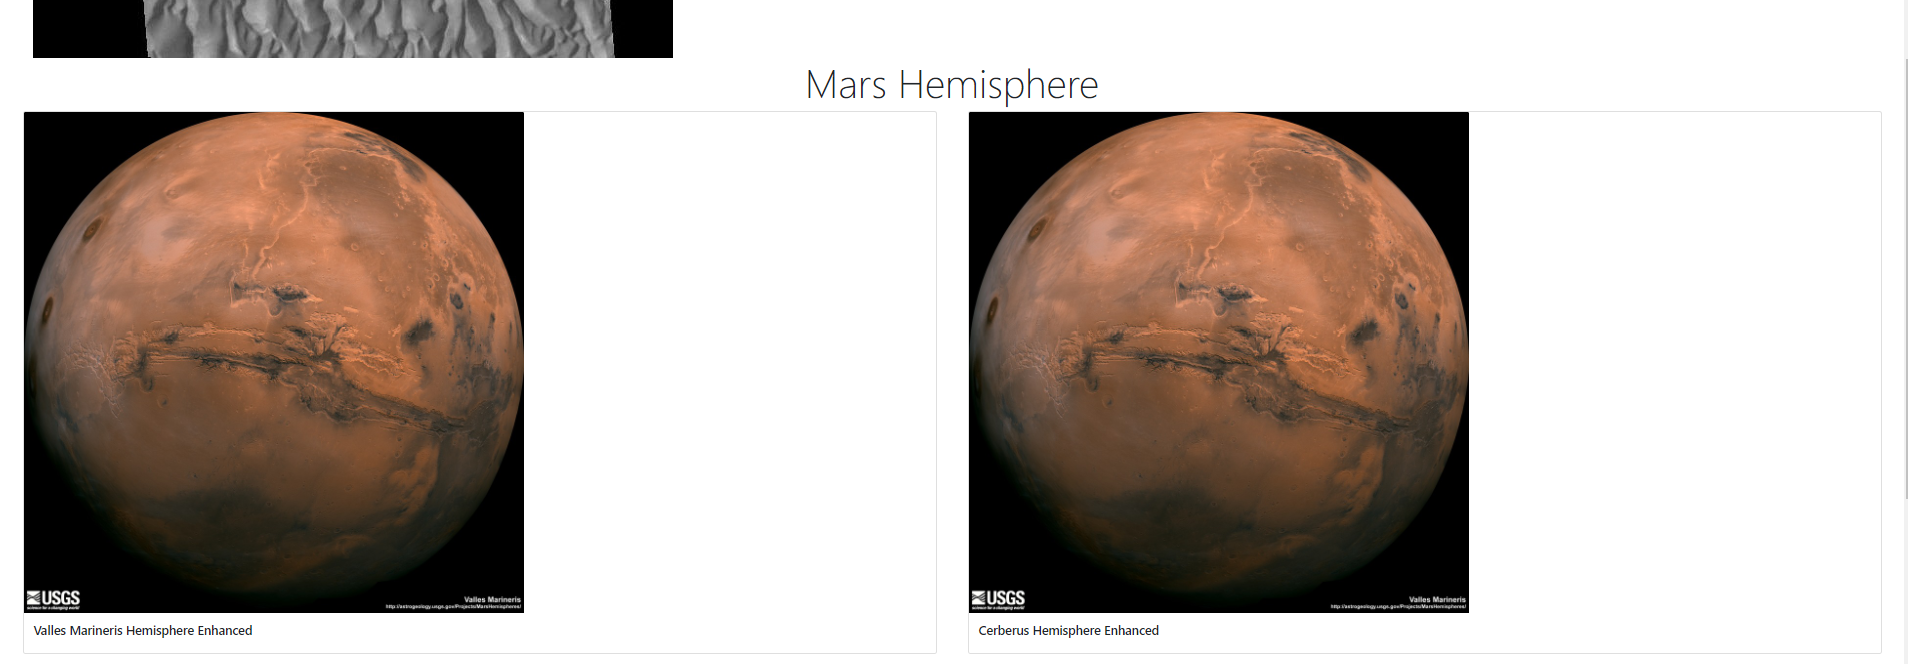 Mars Hemisphere
USGS
science for a changing world
Valles Marineris
http://astrogeology.usgs.gov/Projects/MarsHemispheres/
Valles Marineris Hemisphere Enhanced
USGS
science for a changing world
Valles Marineris
http://astrogeology.usgs.gov/Projects/MarsHemispheres/
Cerberus Hemisphere Enhanced